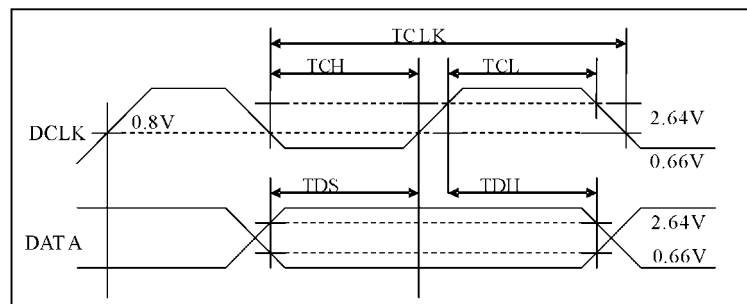 TCLK
TCH TCL
0.8V 2.64V
DCLK
0.66V
TDS TDH
2.64V
DATA
0.66V